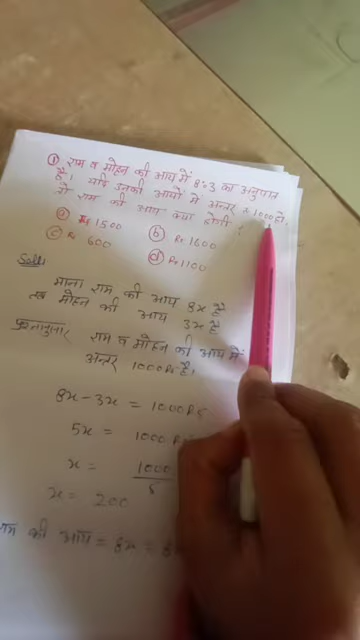 ① राम व मोहन की आय में 8:3 का अनुपात
है। यदि उनकी आयों में अन्तर ₹ 1000 हो,
तो राम की आय क्या होगी ?
ⓐ ₹ 1500 ⓑ Rs 1600
ⓒ Rs 600 ⓓ Rs 1100
माना राम की आय 8x है
तब मोहन की आय 3x है
प्रश्नानुसार राम व मोहन की आय में
अन्तर 1000 Rs है।
8x - 3x = 1000 Rs
5x = 1000
x = 1000
5
x = 200
की आय = 8x =